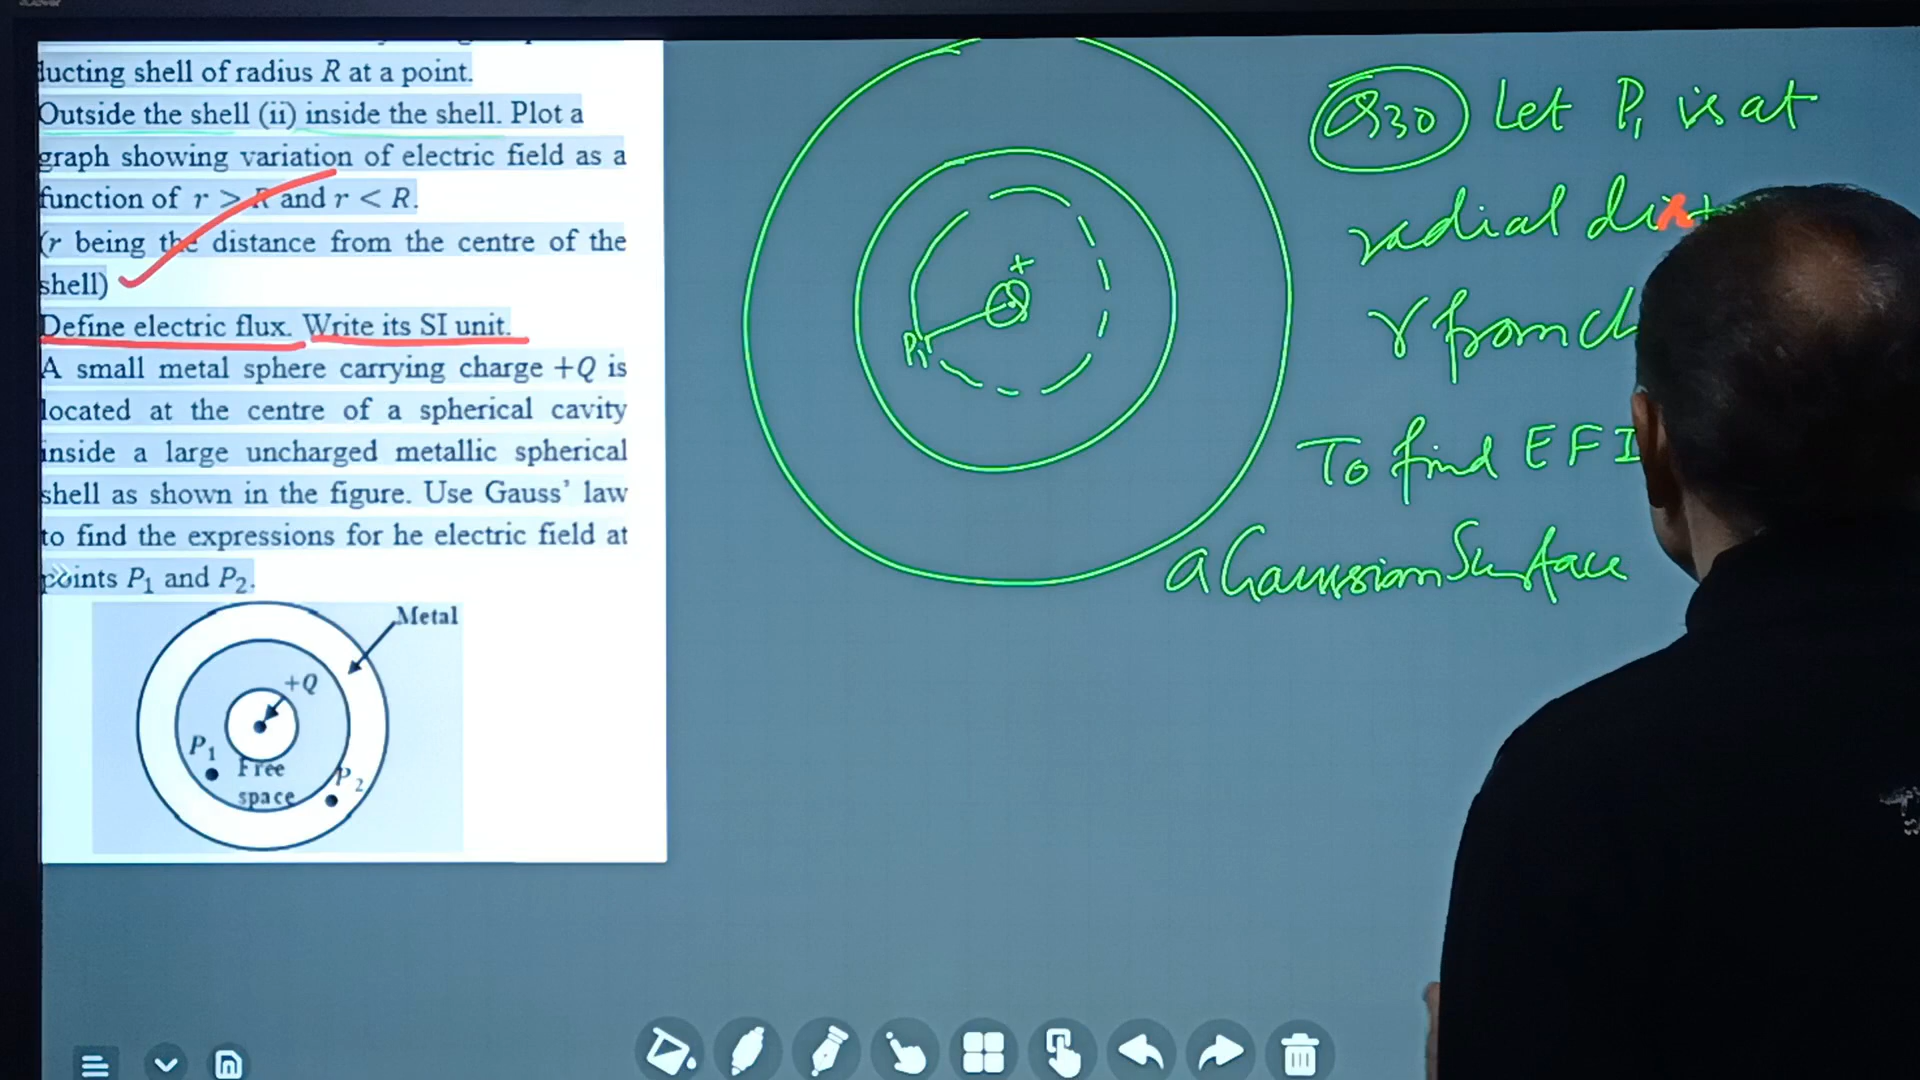 ducting shell of radius R at a point.
Outside the shell (ii) inside the shell. Plot a
graph showing variation of electric field as a
function of r > R and r < R.
(r being the distance from the centre of the
shell)
Define electric flux. Write its SI unit.
A small metal sphere carrying charge +Q is
located at the centre of a spherical cavity
inside a large uncharged metallic spherical
shell as shown in the figure. Use Gauss' law
to find the expressions for he electric field at
points P₁ and P₂.
Metal
+Q
P₁
Free
space
P₂
+
Q
P₁
Q30 Let P₁ is at
radial dist
r from
To find EFI
a Gaussian Surface